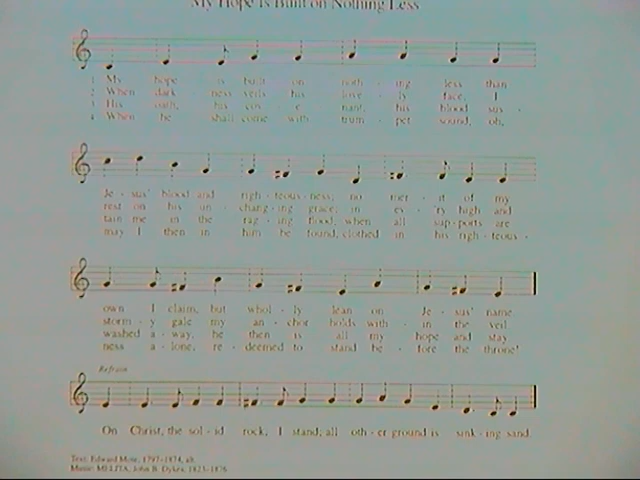 My Hope Is Built on Nothing Less
1 My hope is built on noth - ing less than
2 When dark - ness veils his love - ly face, I
3 His oath, his cov - e - nant, his blood sus -
4 When he shall come with trum - pet sound, oh,
Je - sus' blood and righ - teous - ness; no mer - it of my
rest on his un - chang - ing grace; in ev - 'ry high and
tain me in the rag - ing flood; when all sup - ports are
may I then in him be found, clothed in his righ - teous -
own I claim, but whol - ly lean on Je - sus' name.
storm - y gale my an - chor holds with - in the veil.
washed a - way, he then is all my hope and stay.
ness a - lone, re - deemed to stand be - fore the throne!
Refrain
On Christ, the sol - id rock, I stand; all oth - er ground is sink - ing sand.
Text: Edward Mote, 1797–1874, alt.
Music: MELITA, John B. Dykes, 1823–1876